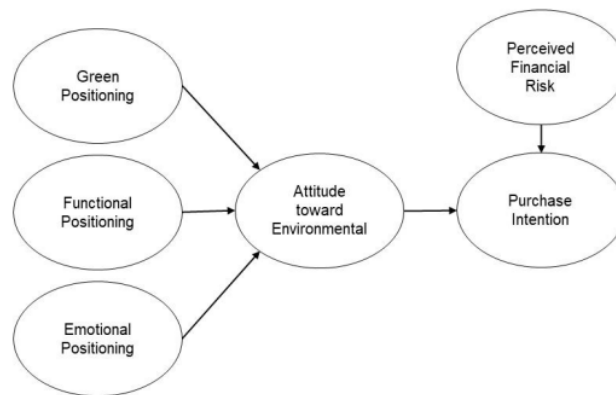 Green
Positioning
Functional
Positioning
Emotional
Positioning
Attitude
toward
Environmental
Perceived
Financial
Risk
Purchase
Intention